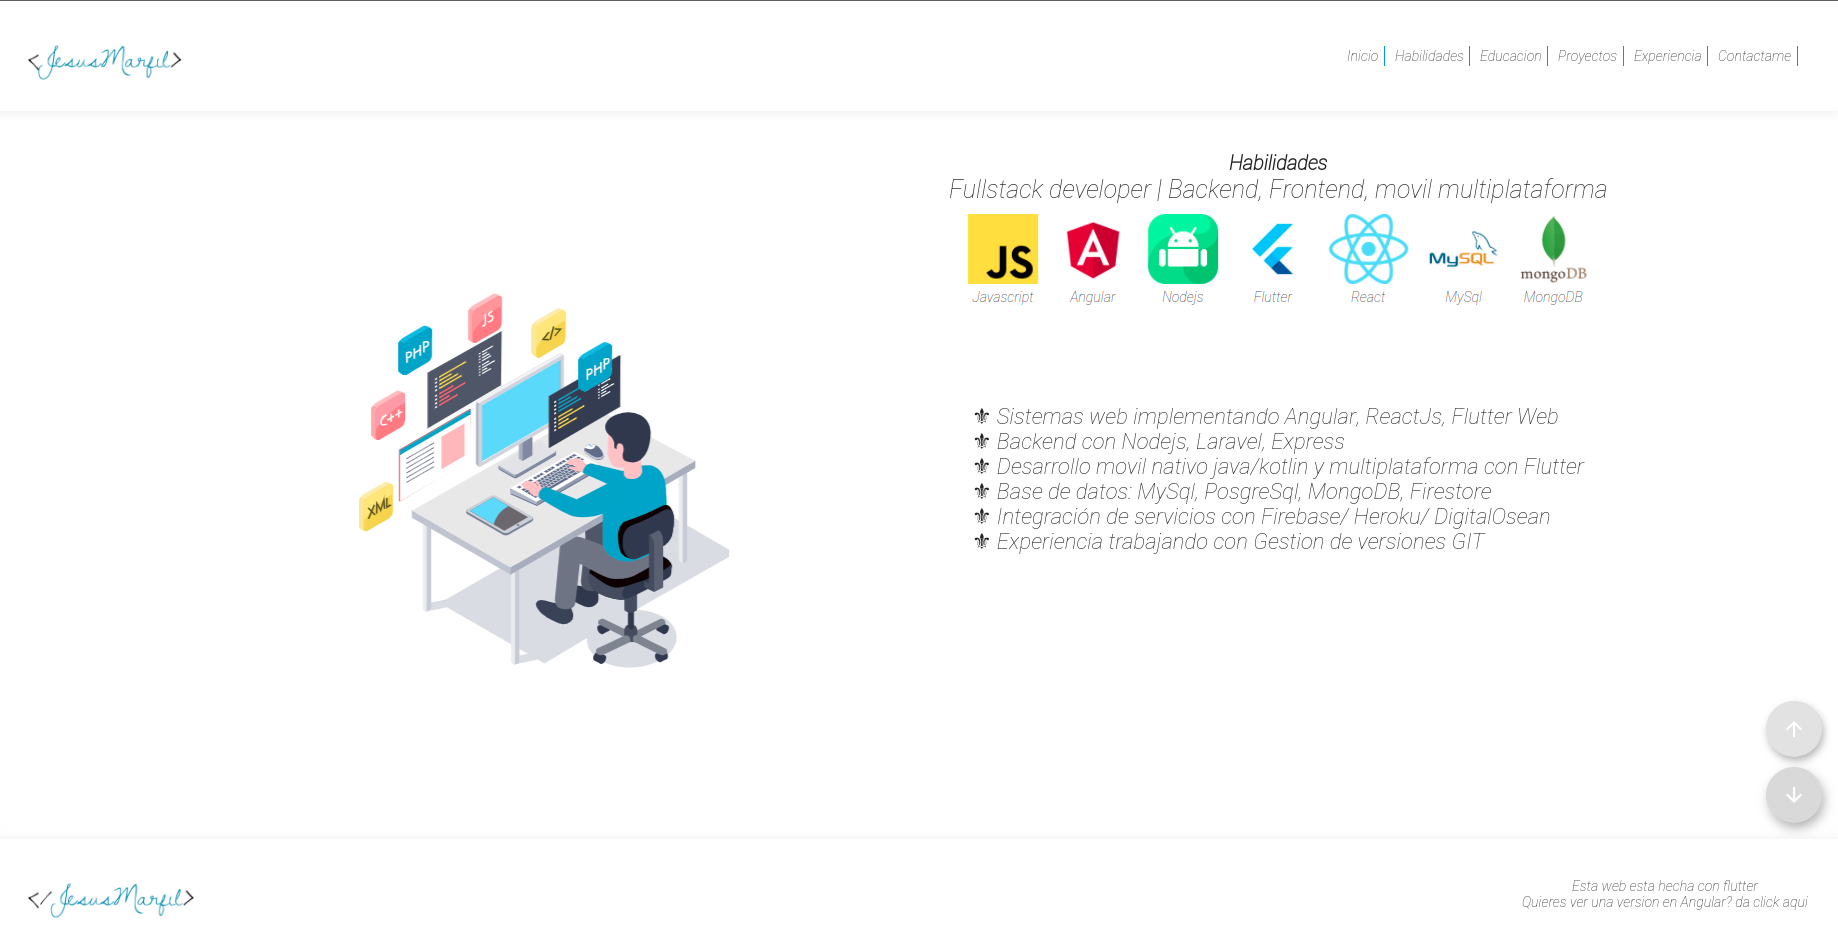 <JesusMarfil>
Inicio | Habilidades | Educacion | Proyectos | Experiencia | Contactame |
Habilidades
Fullstack developer | Backend, Frontend, movil multiplataforma
JS
MySQL
mongoDB
Javascript Angular Nodejs Flutter React MySql MongoDB
JS
</>
PHP
PHP
C++
XML
⚜ Sistemas web implementando Angular, ReactJs, Flutter Web
⚜ Backend con Nodejs, Laravel, Express
⚜ Desarrollo movil nativo java/kotlin y multiplataforma con Flutter
⚜ Base de datos: MySql, PosgreSql, MongoDB, Firestore
⚜ Integración de servicios con Firebase/ Heroku/ DigitalOsean
⚜ Experiencia trabajando con Gestion de versiones GIT
</JesusMarfil>
Esta web esta hecha con flutter
Quieres ver una version en Angular? da click aqui